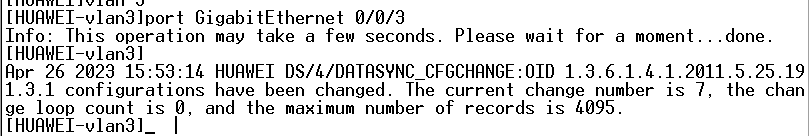 [HUAWEI]vlan 3
[HUAWEI-vlan3]port GigabitEthernet 0/0/3
Info: This operation may take a few seconds. Please wait for a moment...done.
[HUAWEI-vlan3]
Apr 26 2023 15:53:14 HUAWEI DS/4/DATASYNC_CFGCHANGE:OID 1.3.6.1.4.1.2011.5.25.19
1.3.1 configurations have been changed. The current change number is 7, the chan
ge loop count is 0, and the maximum number of records is 4095.
[HUAWEI-vlan3]_